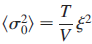 ⟨σ₀²⟩ = T/V ξ²